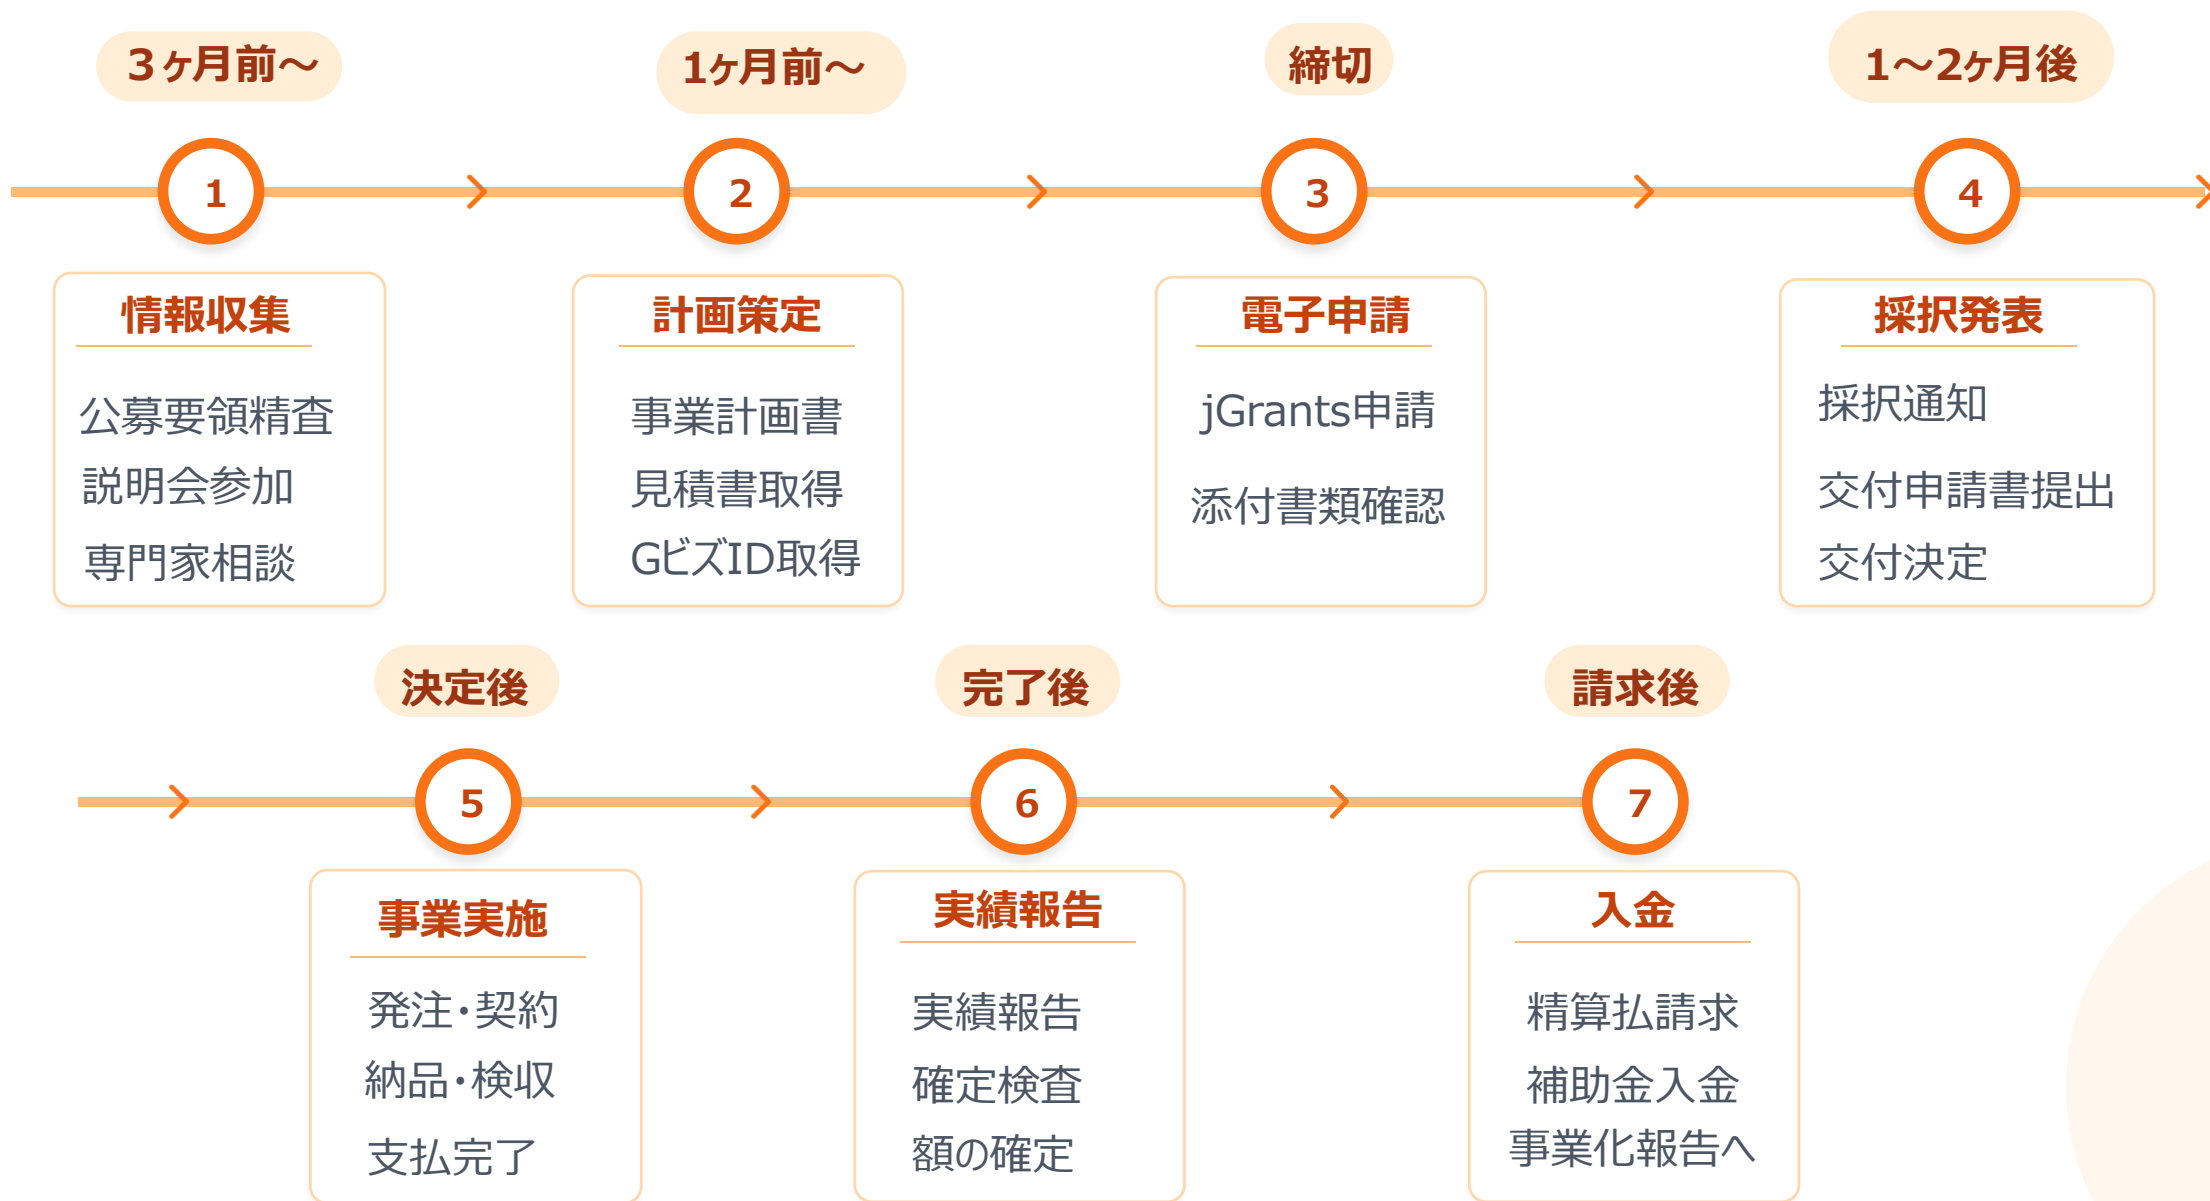 ３ヶ月前～
1ヶ月前～
締切
1～2ヶ月後
1
2
3
4
情報収集
公募要領精査
説明会参加
専門家相談
計画策定
事業計画書
見積書取得
GビズID取得
電子申請
jGrants申請
添付書類確認
採択発表
採択通知
交付申請書提出
交付決定
決定後
完了後
請求後
5
6
7
事業実施
発注・契約
納品・検収
支払完了
実績報告
実績報告
確定検査
額の確定
入金
精算払請求
補助金入金
事業化報告へ